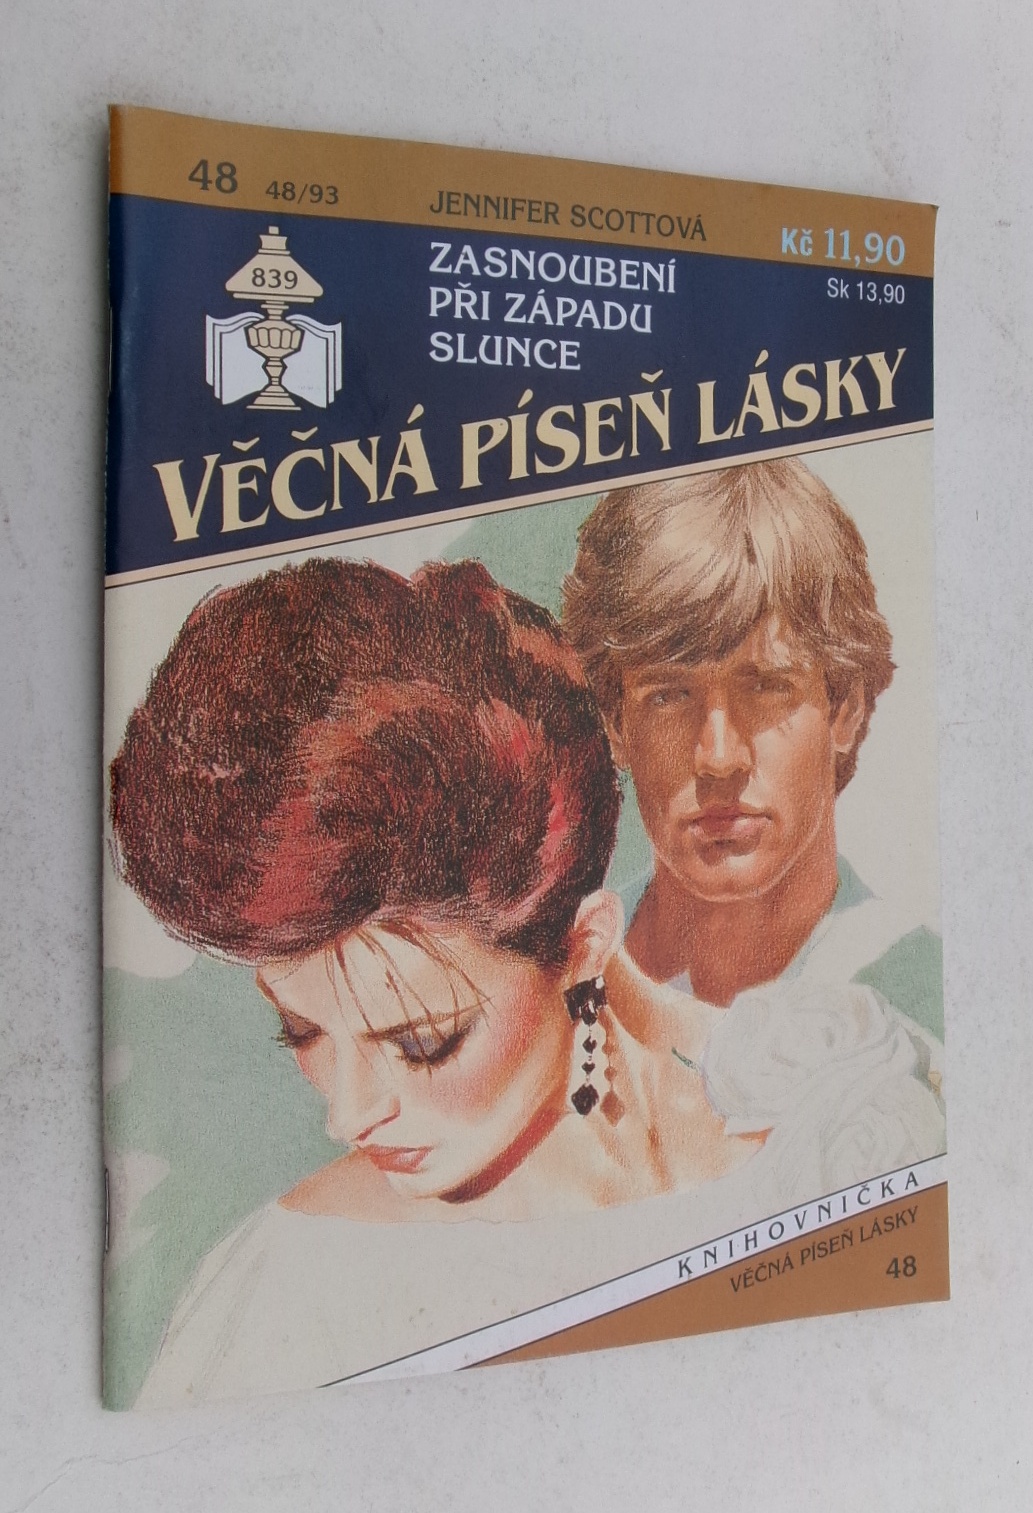 48 48/93 JENNIFER SCOTTOVÁ
Kč 11,90
Sk 13,90
839
ZASNOUBENÍ
PŘI ZÁPADU
SLUNCE
VĚČNÁ PÍSEŇ LÁSKY
KNIHOVNIČKA
VĚČNÁ PÍSEŇ LÁSKY
48